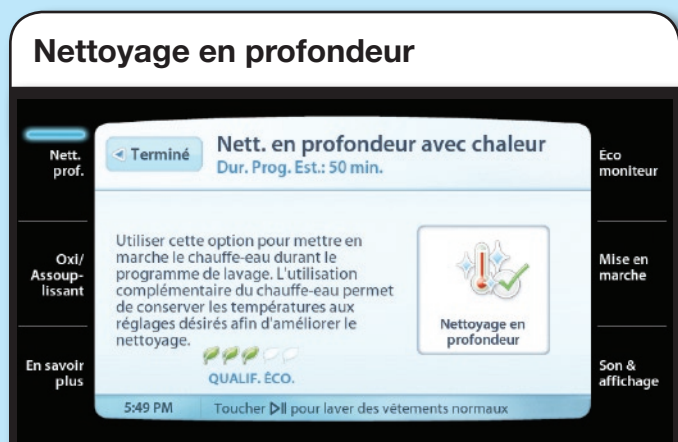 Nettoyage en profondeur
Nett.
prof.
Oxi/
Assoup-
lissant
En savoir
plus
Terminé
Nett. en profondeur avec chaleur
Dur. Prog. Est.: 50 min.
Utiliser cette option pour mettre en
marche le chauffe-eau durant le
programme de lavage. L'utilisation
complémentaire du chauffe-eau permet
de conserver les températures aux
réglages désirés afin d'améliorer le
nettoyage.
QUALIF. ÉCO.
Nettoyage en
profondeur
5:49 PM
Toucher ▷II pour laver des vêtements normaux
Éco
moniteur
Mise en
marche
Son &
affichage